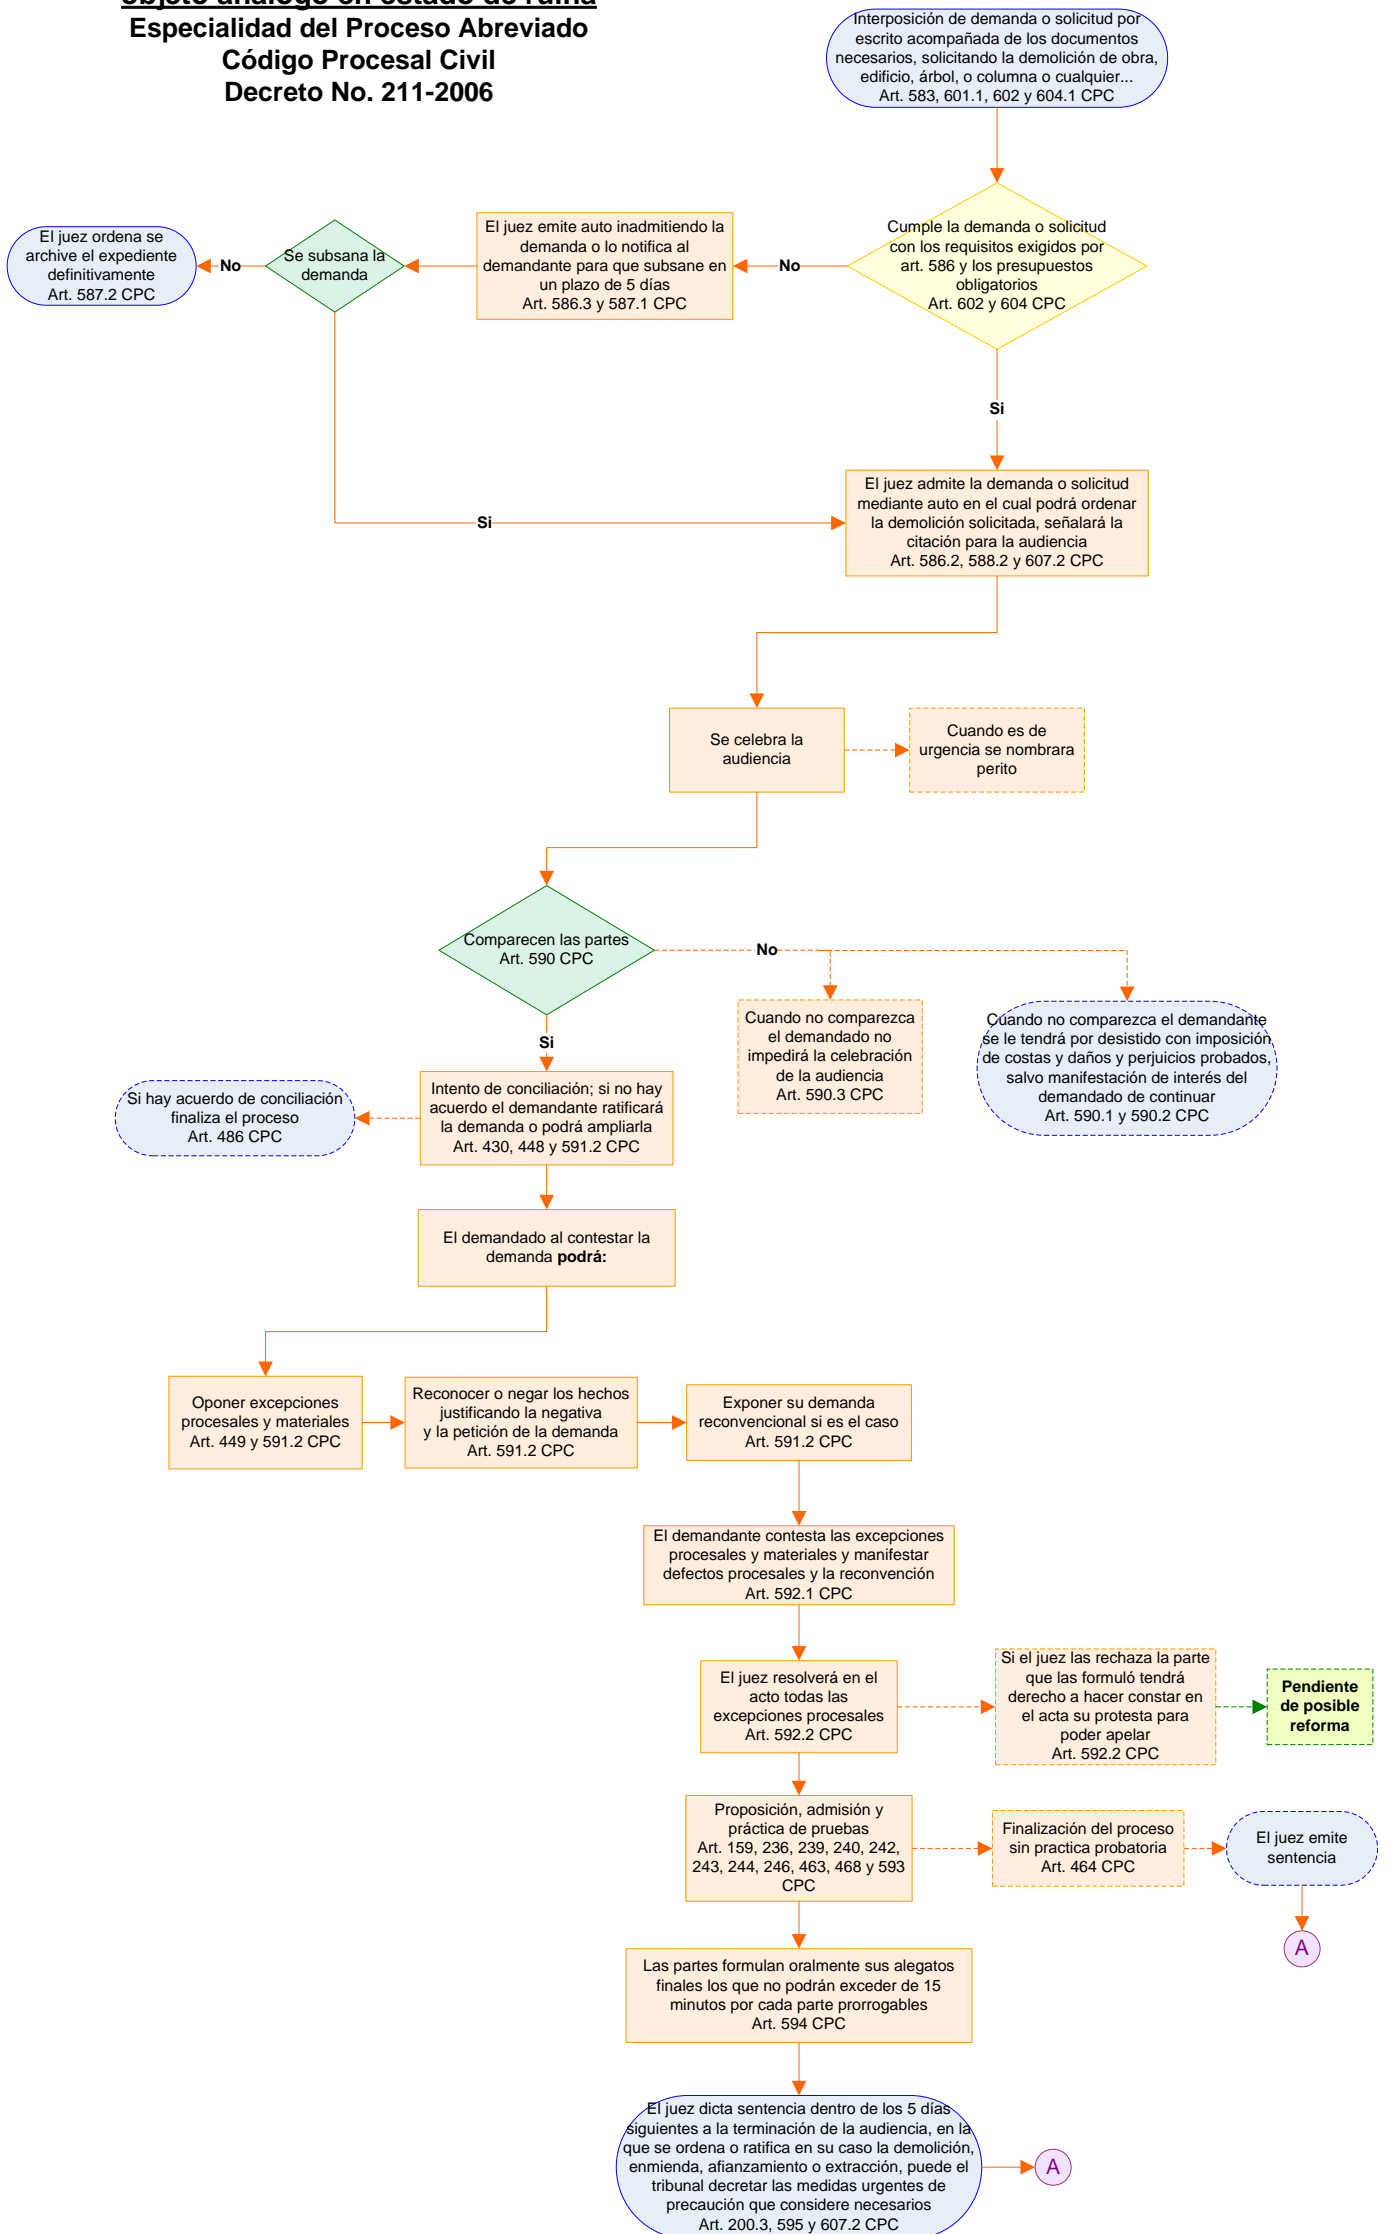 objeto análogo en estado de ruina
Especialidad del Proceso Abreviado
Código Procesal Civil
Decreto No. 211-2006
Interposición de demanda o solicitud por
escrito acompañada de los documentos
necesarios, solicitando la demolición de obra,
edificio, árbol, o columna o cualquier...
Art. 583, 601.1, 602 y 604.1 CPC
Cumple la demanda o solicitud
con los requisitos exigidos por
art. 586 y los presupuestos
obligatorios
Art. 602 y 604 CPC
No
El juez emite auto inadmitiendo la
demanda o lo notifica al
demandante para que subsane en
un plazo de 5 días
Art. 586.3 y 587.1 CPC
Se subsana la
demanda
No
El juez ordena se
archive el expediente
definitivamente
Art. 587.2 CPC
Si
Si
El juez admite la demanda o solicitud
mediante auto en el cual podrá ordenar
la demolición solicitada, señalará la
citación para la audiencia
Art. 586.2, 588.2 y 607.2 CPC
Se celebra la
audiencia
Cuando es de
urgencia se nombrara
perito
Comparecen las partes
Art. 590 CPC
No
Cuando no comparezca
el demandado no
impedirá la celebración
de la audiencia
Art. 590.3 CPC
Cuando no comparezca el demandante
se le tendrá por desistido con imposición
de costas y daños y perjuicios probados,
salvo manifestación de interés del
demandado de continuar
Art. 590.1 y 590.2 CPC
Si
Intento de conciliación; si no hay
acuerdo el demandante ratificará
la demanda o podrá ampliarla
Art. 430, 448 y 591.2 CPC
Si hay acuerdo de conciliación
finaliza el proceso
Art. 486 CPC
El demandado al contestar la
demanda podrá:
Oponer excepciones
procesales y materiales
Art. 449 y 591.2 CPC
Reconocer o negar los hechos
justificando la negativa
y la petición de la demanda
Art. 591.2 CPC
Exponer su demanda
reconvencional si es el caso
Art. 591.2 CPC
El demandante contesta las excepciones
procesales y materiales y manifestar
defectos procesales y la reconvención
Art. 592.1 CPC
El juez resolverá en el
acto todas las
excepciones procesales
Art. 592.2 CPC
Si el juez las rechaza la parte
que las formuló tendrá
derecho a hacer constar en
el acta su protesta para
poder apelar
Art. 592.2 CPC
Pendiente
de posible
reforma
Proposición, admisión y
práctica de pruebas
Art. 159, 236, 239, 240, 242,
243, 244, 246, 463, 468 y 593
CPC
Finalización del proceso
sin practica probatoria
Art. 464 CPC
El juez emite
sentencia
A
Las partes formulan oralmente sus alegatos
finales los que no podrán exceder de 15
minutos por cada parte prorrogables
Art. 594 CPC
El juez dicta sentencia dentro de los 5 días
siguientes a la terminación de la audiencia, en la
que se ordena o ratifica en su caso la demolición,
enmienda, afianzamiento o extracción, puede el
tribunal decretar las medidas urgentes de
precaución que considere necesarios
Art. 200.3, 595 y 607.2 CPC
A